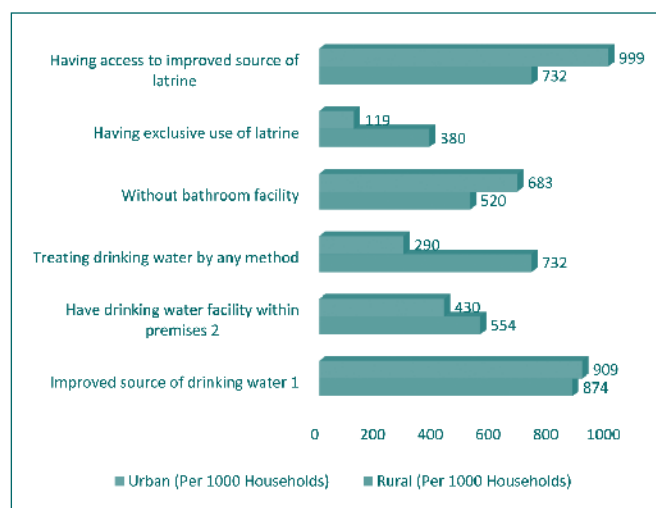 Having access to improved source of
latrine
999
732
Having exclusive use of latrine
119
380
Without bathroom facility
683
520
Treating drinking water by any method
290
732
Have drinking water facility within
premises 2
430
554
Improved source of drinking water 1
909
874
0 200 400 600 800 1000
Urban (Per 1000 Households) Rural (Per 1000 Households)